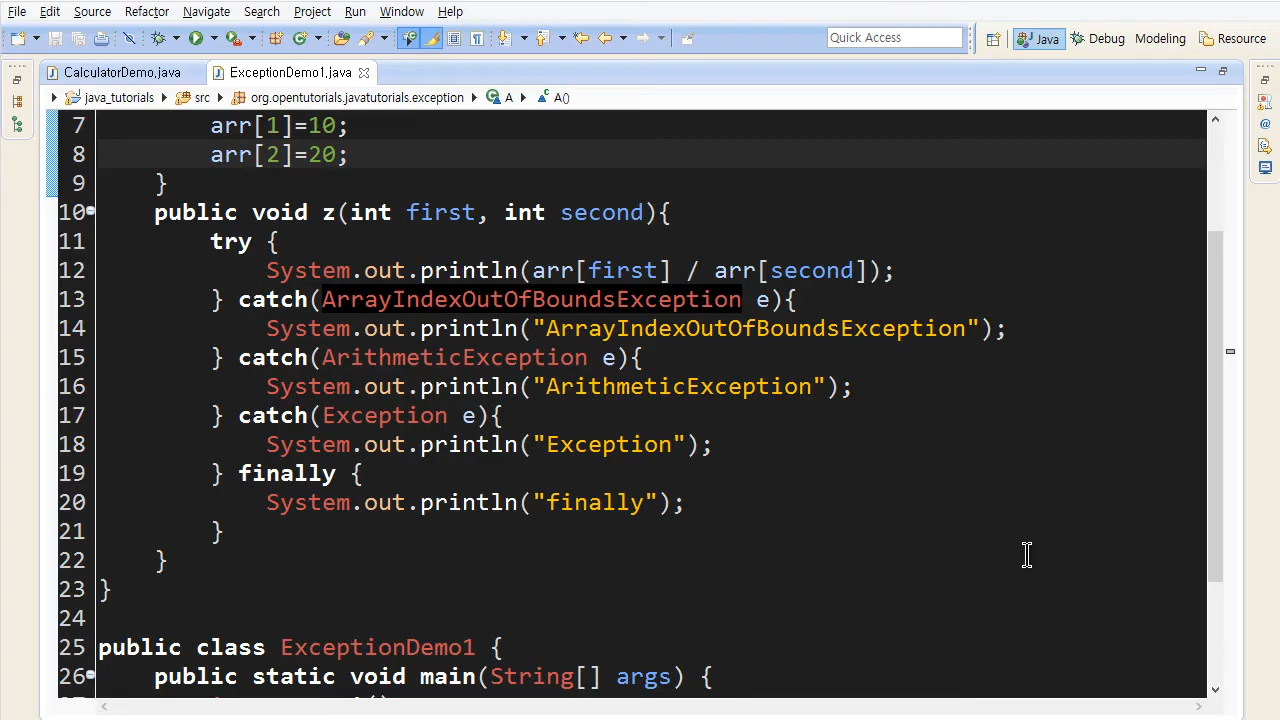 File Edit Source Refactor Navigate Search Project Run Window Help
Quick Access Java Debug Modeling Resource
CalculatorDemo.java ExceptionDemo1.java
java_tutorials src org.opentutorials.javatutorials.exception A A()
7 arr[1]=10;
8 arr[2]=20;
9 }
10 public void z(int first, int second){
11 try {
12 System.out.println(arr[first] / arr[second]);
13 } catch(ArrayIndexOutOfBoundsException e){
14 System.out.println("ArrayIndexOutOfBoundsException");
15 } catch(ArithmeticException e){
16 System.out.println("ArithmeticException");
17 } catch(Exception e){
18 System.out.println("Exception");
19 } finally {
20 System.out.println("finally");
21 }
22 }
23 }
24
25 public class ExceptionDemo1 {
26 public static void main(String[] args) {